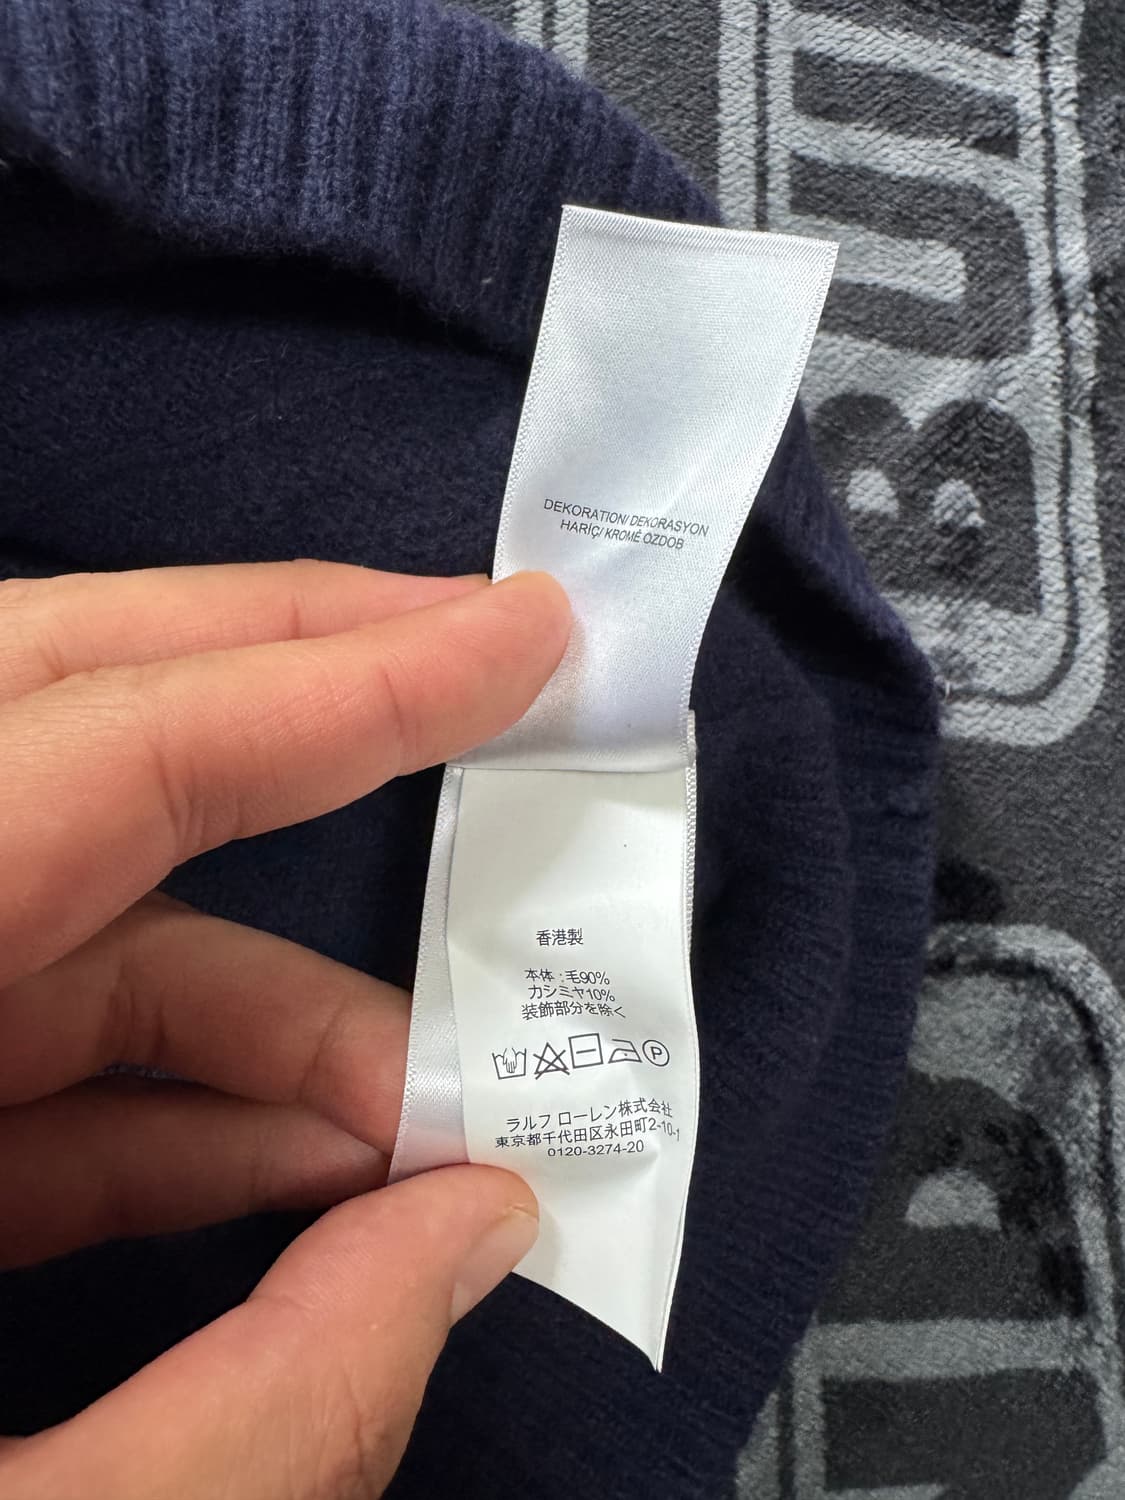 DEKORATION/ DEKORASYON
HARİÇ/ KROMĚ OZDOB
香港製
本体：毛90%
カシミヤ10%
装飾部分を除く
P
ラルフ ローレン株式会社
東京都千代田区永田町2-10-1
0120-3274-20